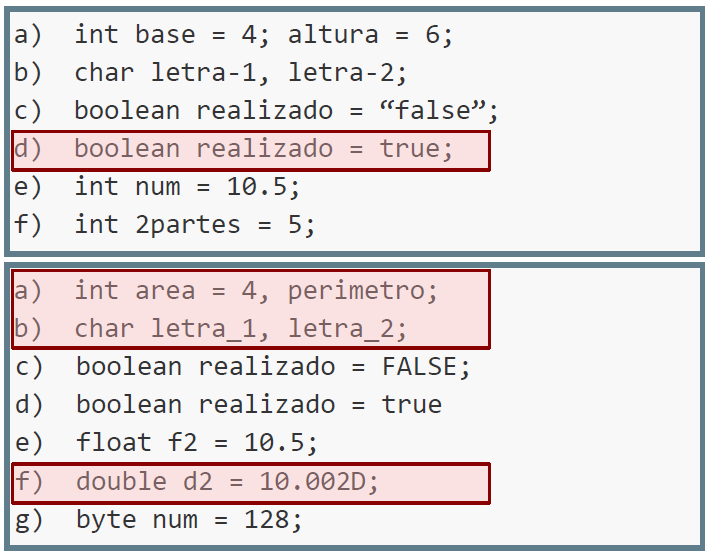 a) int base = 4; altura = 6;
b) char letra-1, letra-2;
c) boolean realizado = “false”;
d) boolean realizado = true;
e) int num = 10.5;
f) int 2partes = 5;
a) int area = 4, perimetro;
b) char letra_1, letra_2;
c) boolean realizado = FALSE;
d) boolean realizado = true
e) float f2 = 10.5;
f) double d2 = 10.002D;
g) byte num = 128;